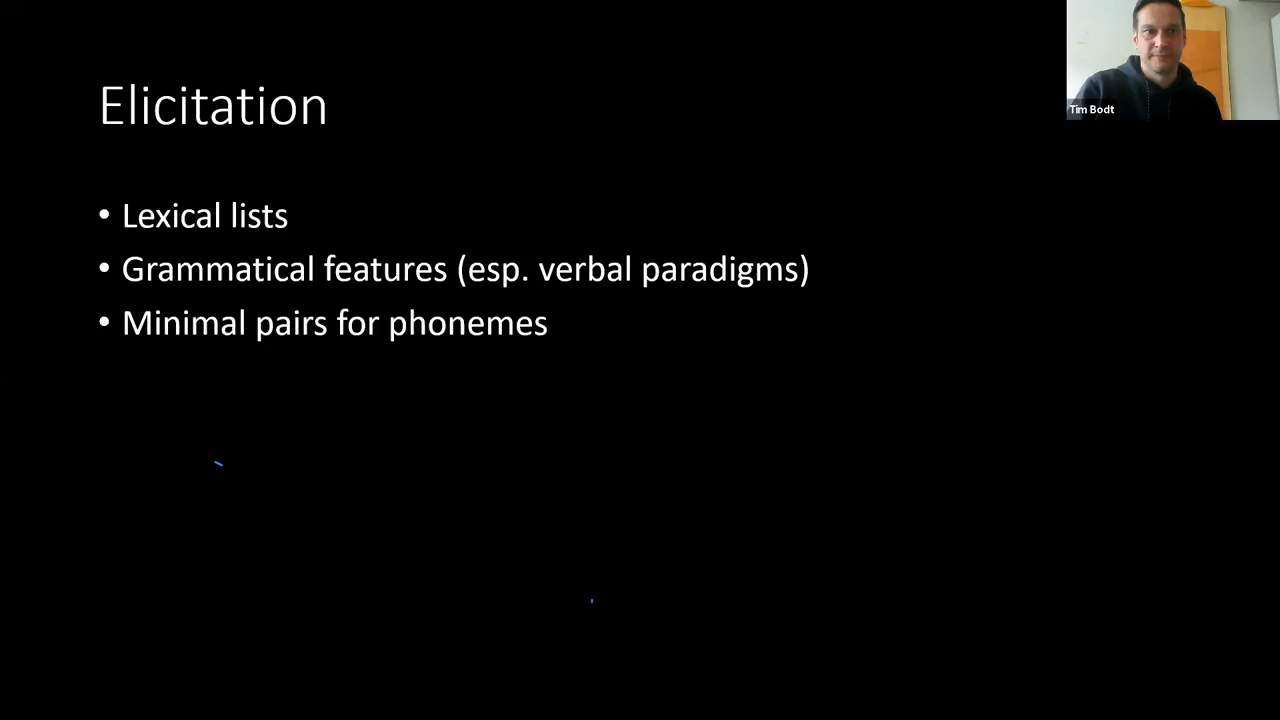 Elicitation
• Lexical lists
• Grammatical features (esp. verbal paradigms)
• Minimal pairs for phonemes
Tim Bodt